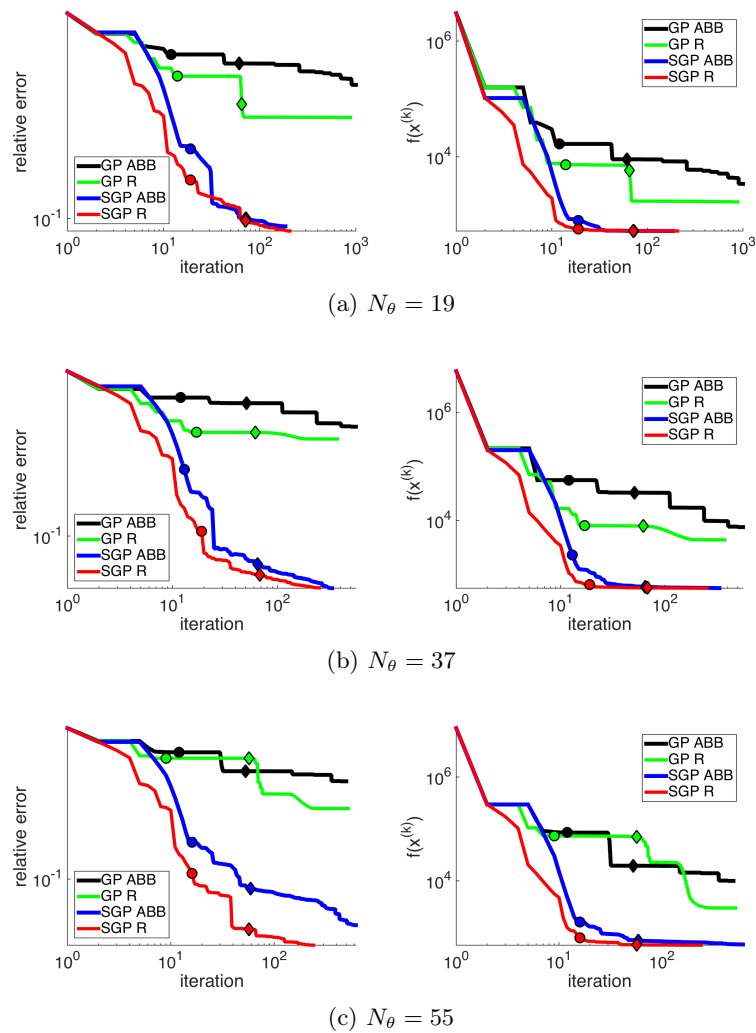 relative error
10^{-1}
GP ABB
GP R
SGP ABB
SGP R
10^0 10^1 10^2 10^3
iteration
f(x^{(k)})
10^6
10^4
GP ABB
GP R
SGP ABB
SGP R
10^0 10^1 10^2 10^3
iteration
(a) N_θ = 19
relative error
10^{-1}
GP ABB
GP R
SGP ABB
SGP R
10^0 10^1 10^2
iteration
f(x^{(k)})
10^6
10^4
GP ABB
GP R
SGP ABB
SGP R
10^0 10^1 10^2
iteration
(b) N_θ = 37
relative error
10^{-1}
GP ABB
GP R
SGP ABB
SGP R
10^0 10^1 10^2
iteration
f(x^{(k)})
10^6
10^4
GP ABB
GP R
SGP ABB
SGP R
10^0 10^1 10^2
iteration
(c) N_θ = 55